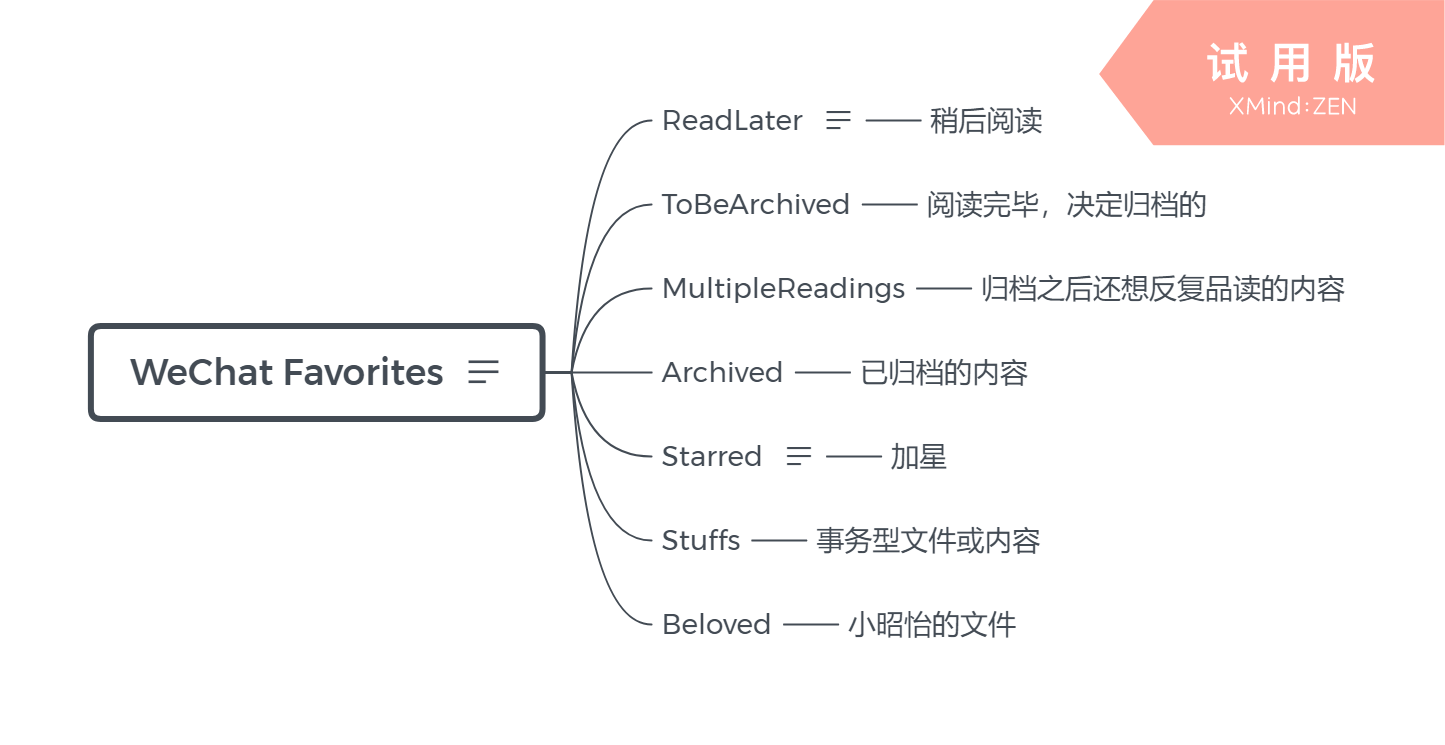 试用版
XMind:ZEN
ReadLater 稍后阅读
ToBeArchived 阅读完毕，决定归档的
MultipleReadings 归档之后还想反复品读的内容
WeChat Favorites
Archived 已归档的内容
Starred 加星
Stuffs 事务型文件或内容
Beloved 小昭怡的文件